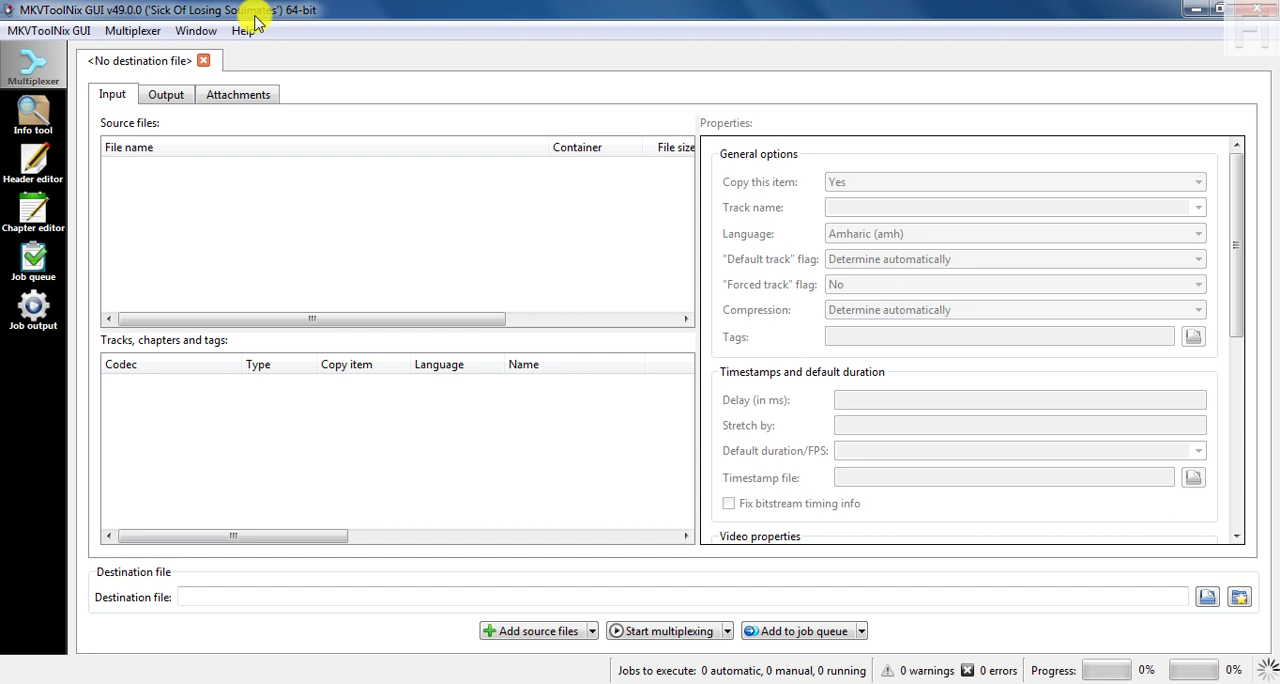 MKVToolNix GUI v49.0.0 ('Sick Of Losing Soulmates') 64-bit
MKVToolNix GUI Multiplexer Window Help
Multiplexer
Info tool
Header editor
Chapter editor
Job queue
Job output
<No destination file>
Input Output Attachments
Source files:
File name Container File size
Tracks, chapters and tags:
Codec Type Copy item Language Name
Properties:
General options
Copy this item: Yes
Track name:
Language: Amharic (amh)
"Default track" flag: Determine automatically
"Forced track" flag: No
Compression: Determine automatically
Tags:
Timestamps and default duration
Delay (in ms):
Stretch by:
Default duration/FPS:
Timestamp file:
Fix bitstream timing info
Video properties
Destination file
Destination file:
Add source files Start multiplexing Add to job queue
Jobs to execute: 0 automatic, 0 manual, 0 running 0 warnings 0 errors Progress: 0% 0%